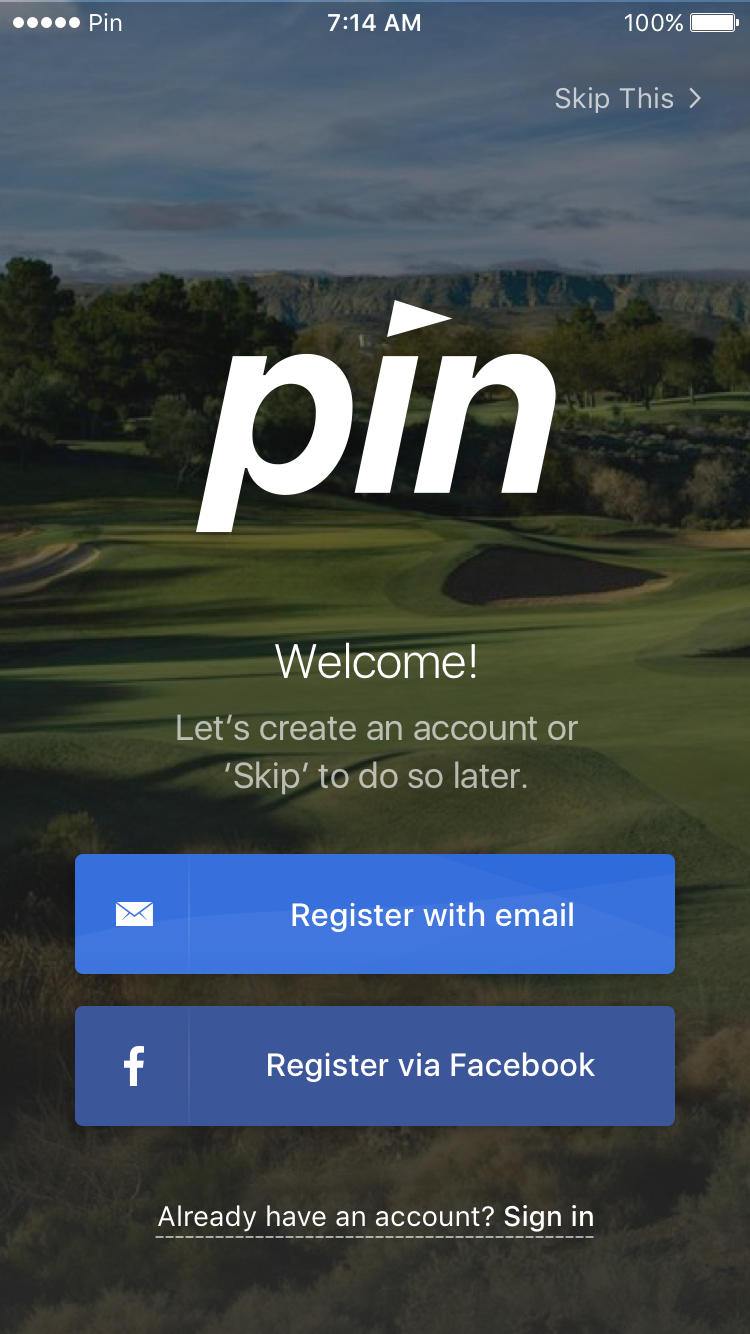 Pin 7:14 AM 100%
Skip This
pin
Welcome!
Let‘s create an account or
‘Skip’ to do so later.
Register with email
Register via Facebook
Already have an account? Sign in